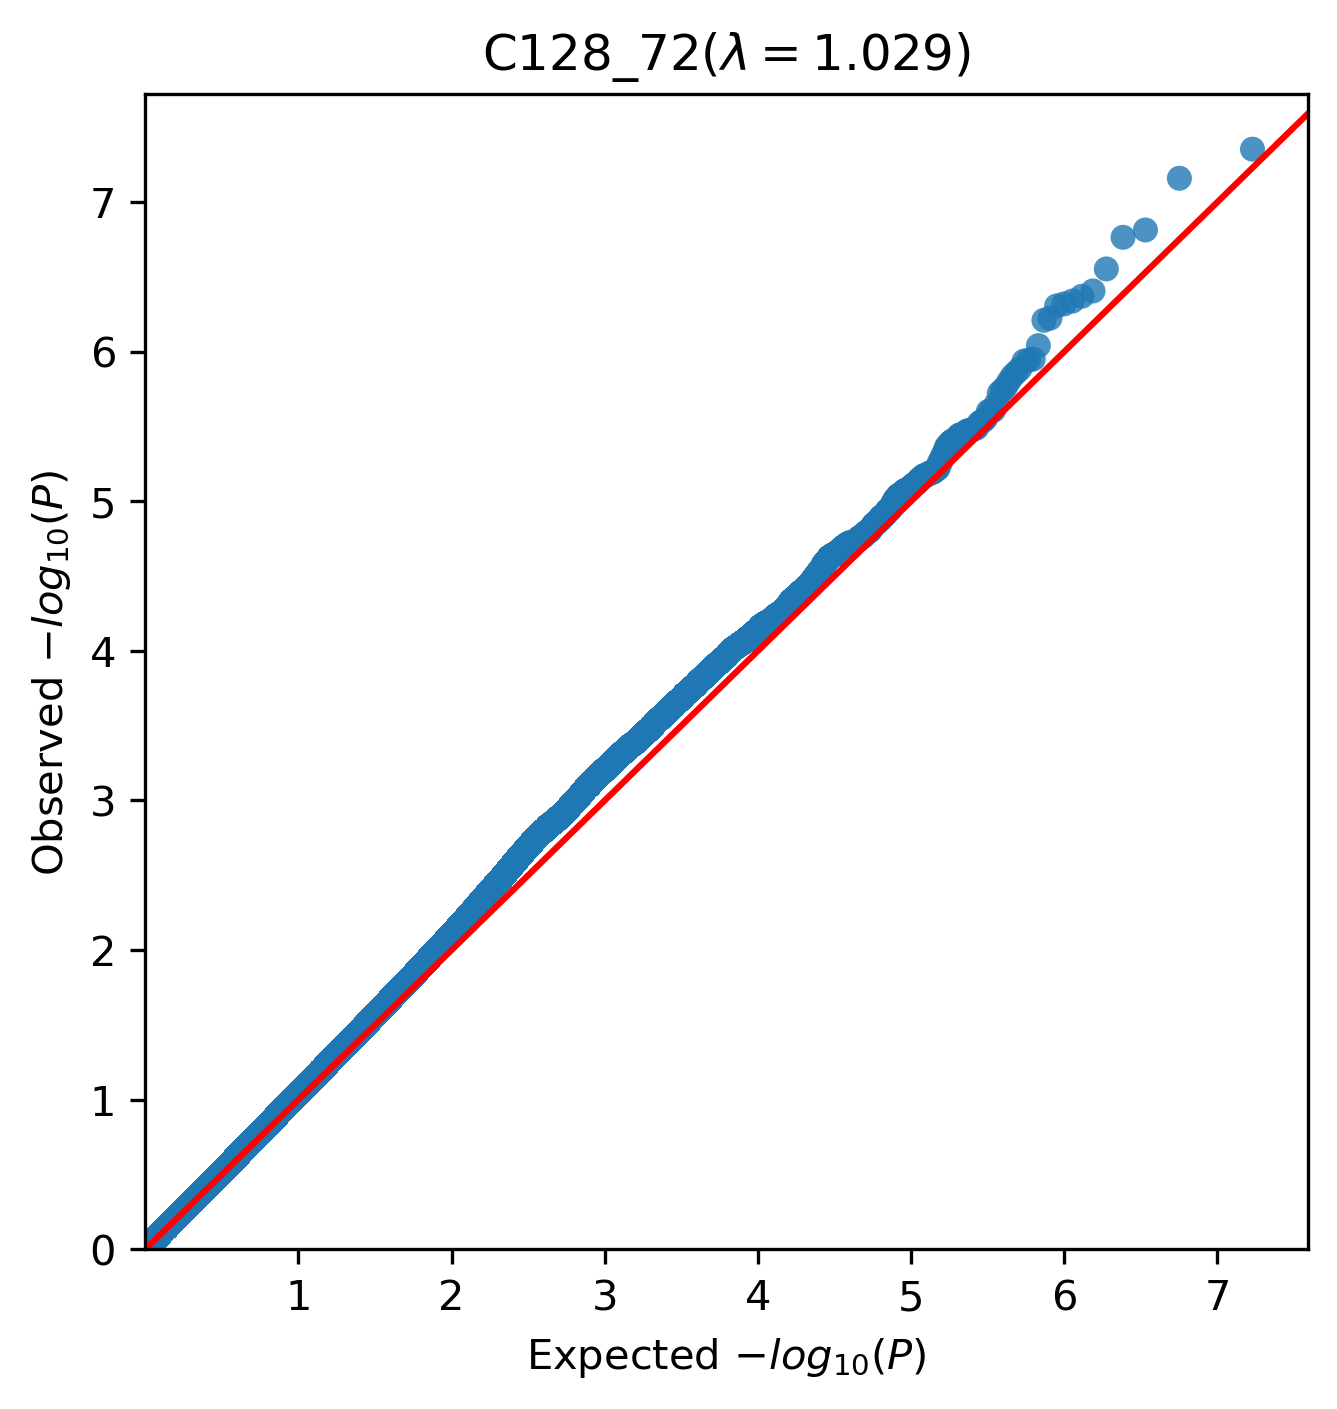 C128_72(λ = 1.029)
Observed −log₁₀(P)
7
6
5
4
3
2
1
0
1 2 3 4 5 6 7
Expected −log₁₀(P)